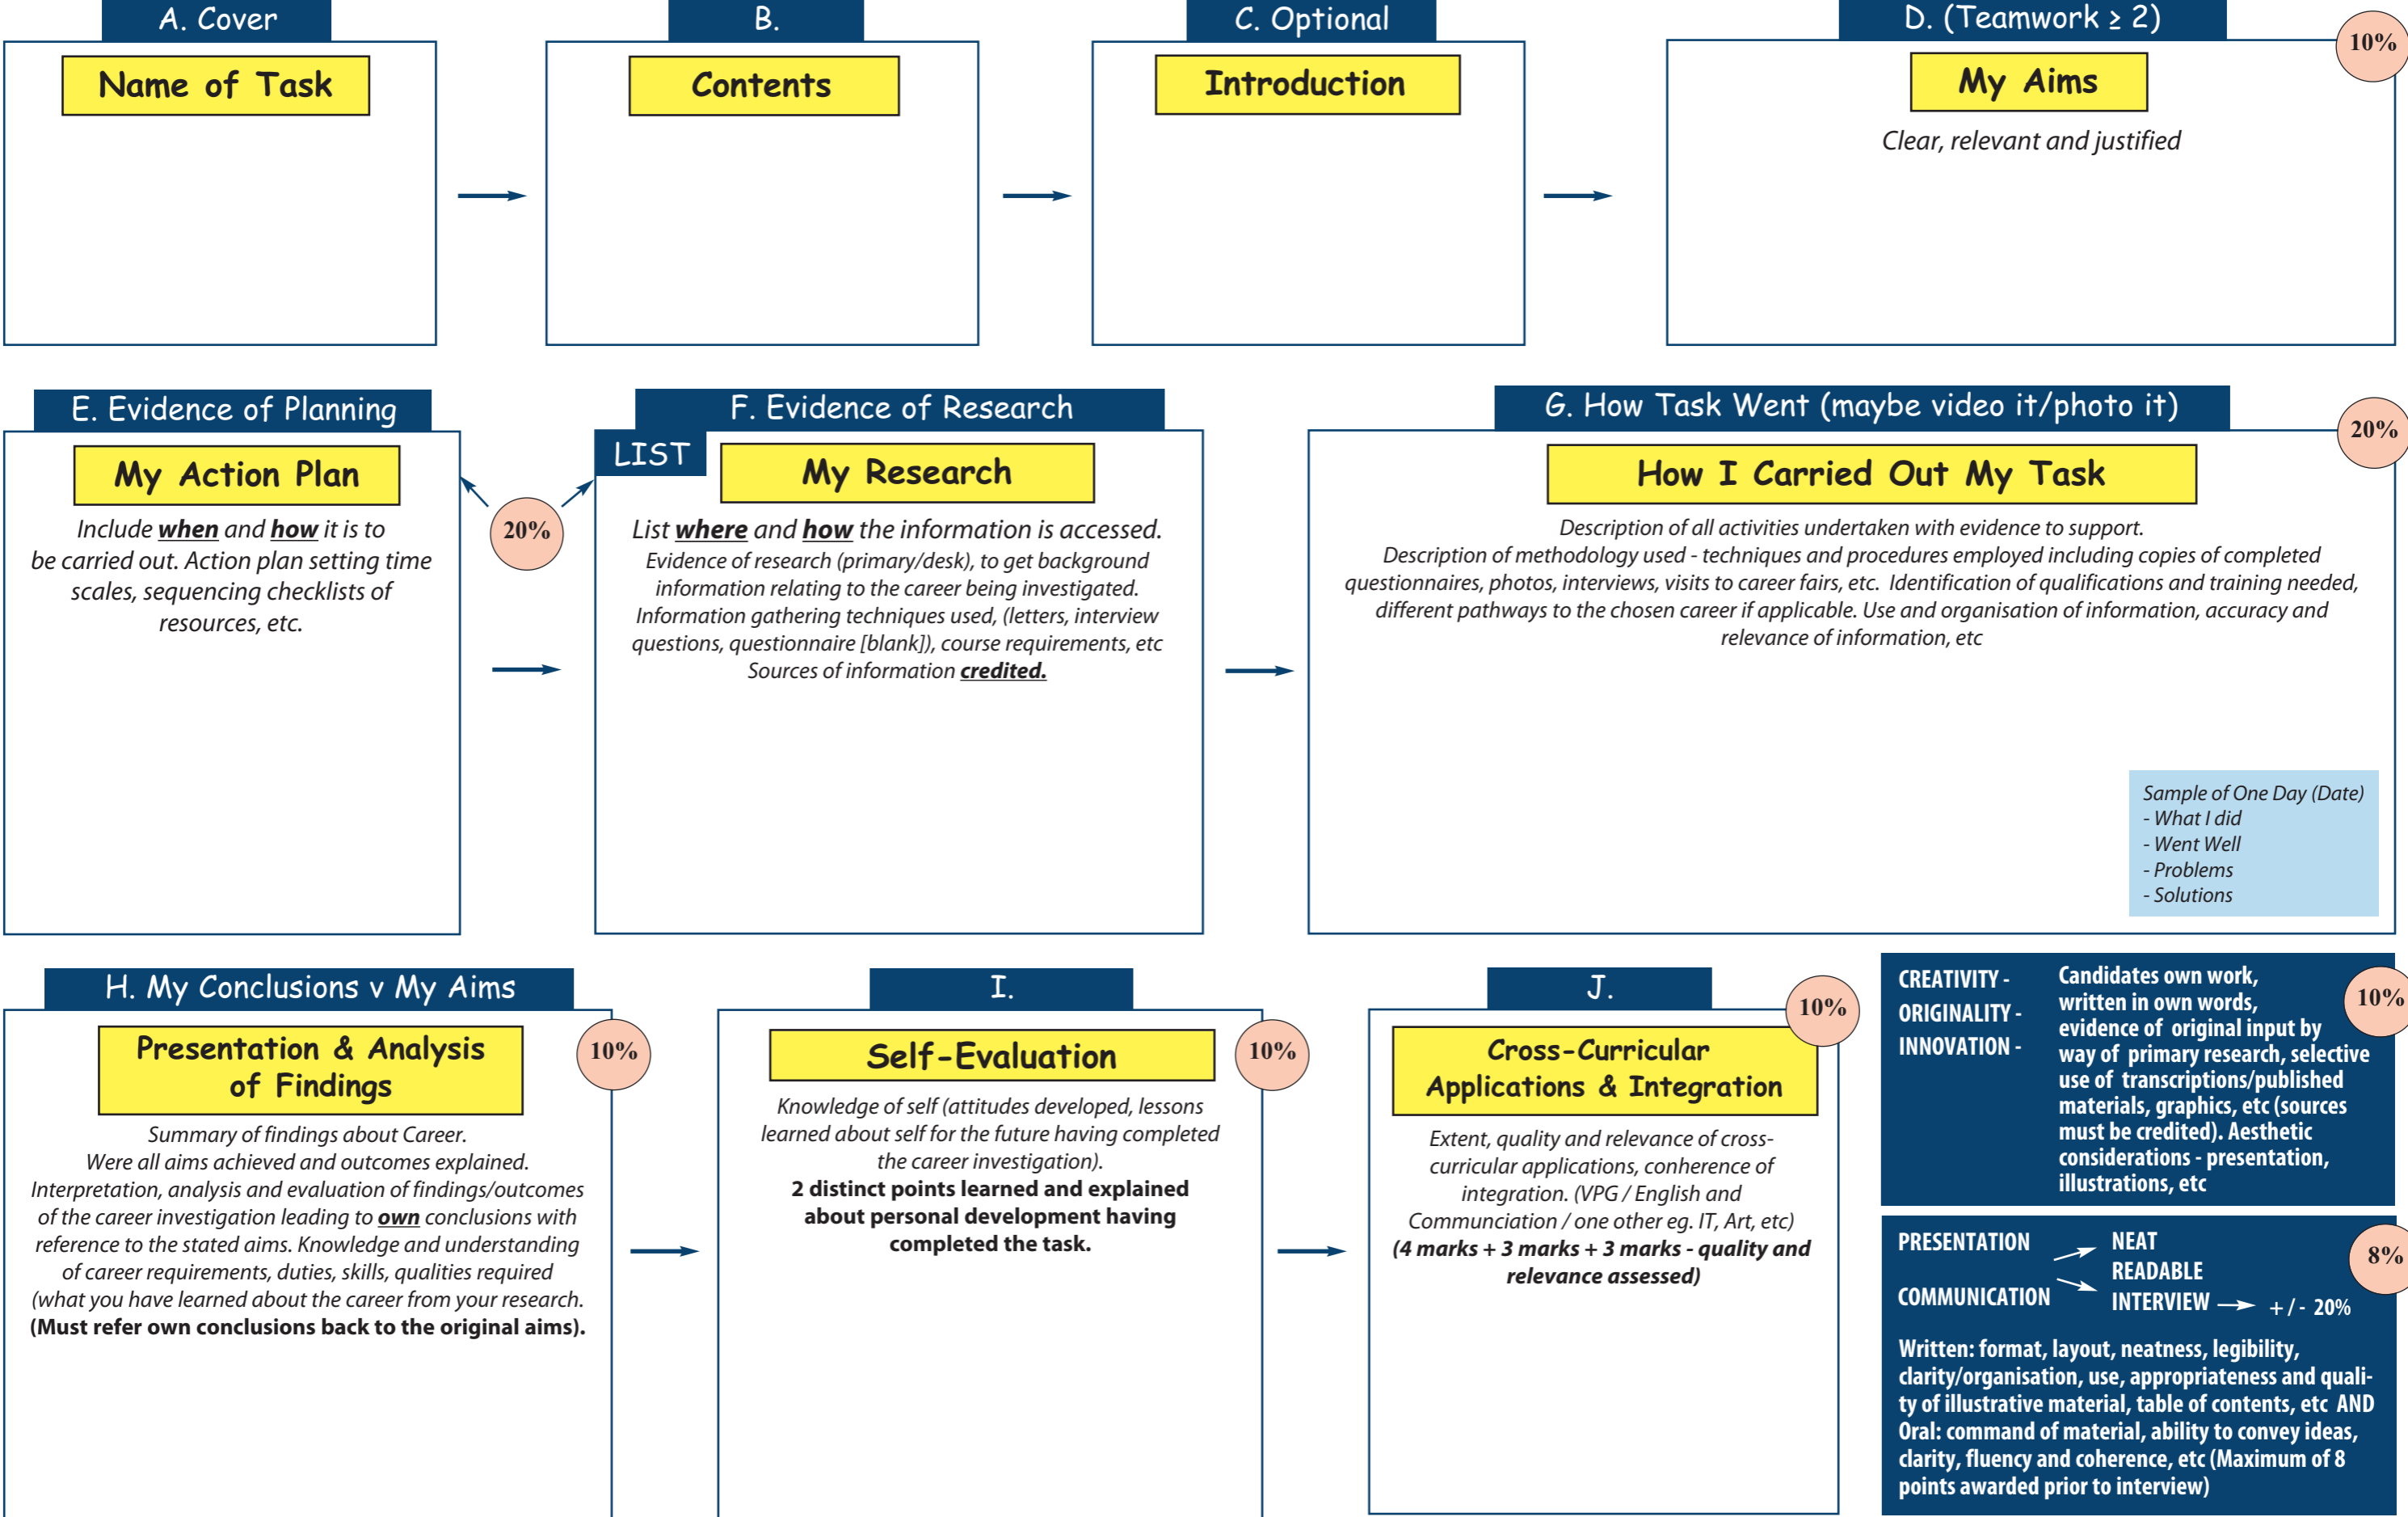 A. Cover
Name of Task
B.
Contents
C. Optional
Introduction
D. (Teamwork ≥ 2)
10%
My Aims
Clear, relevant and justified
E. Evidence of Planning
My Action Plan
Include when and how it is to
be carried out. Action plan setting time
scales, sequencing checklists of
resources, etc.
20%
F. Evidence of Research
LIST
My Research
List where and how the information is accessed.
Evidence of research (primary/desk), to get background
information relating to the career being investigated.
Information gathering techniques used, (letters, interview
questions, questionnaire [blank]), course requirements, etc
Sources of information credited.
G. How Task Went (maybe video it/photo it)
20%
How I Carried Out My Task
Description of all activities undertaken with evidence to support.
Description of methodology used - techniques and procedures employed including copies of completed
questionnaires, photos, interviews, visits to career fairs, etc. Identification of qualifications and training needed,
different pathways to the chosen career if applicable. Use and organisation of information, accuracy and
relevance of information, etc
Sample of One Day (Date)
- What I did
- Went Well
- Problems
- Solutions
H. My Conclusions v My Aims
10%
Presentation & Analysis
of Findings
Summary of findings about Career.
Were all aims achieved and outcomes explained.
Interpretation, analysis and evaluation of findings/outcomes
of the career investigation leading to own conclusions with
reference to the stated aims. Knowledge and understanding
of career requirements, duties, skills, qualities required
(what you have learned about the career from your research.
(Must refer own conclusions back to the original aims).
I.
10%
Self-Evaluation
Knowledge of self (attitudes developed, lessons
learned about self for the future having completed
the career investigation).
2 distinct points learned and explained
about personal development having
completed the task.
J.
10%
Cross-Curricular
Applications & Integration
Extent, quality and relevance of cross-
curricular applications, conherence of
integration. (VPG / English and
Communciation / one other eg. IT, Art, etc)
(4 marks + 3 marks + 3 marks - quality and
relevance assessed)
CREATIVITY -
ORIGINALITY -
INNOVATION -
Candidates own work,
written in own words,
evidence of original input by
way of primary research, selective
use of transcriptions/published
materials, graphics, etc (sources
must be credited). Aesthetic
considerations - presentation,
illustrations, etc
10%
PRESENTATION
COMMUNICATION
NEAT
READABLE
INTERVIEW
+ / - 20%
8%
Written: format, layout, neatness, legibility,
clarity/organisation, use, appropriateness and quali-
ty of illustrative material, table of contents, etc AND
Oral: command of material, ability to convey ideas,
clarity, fluency and coherence, etc (Maximum of 8
points awarded prior to interview)